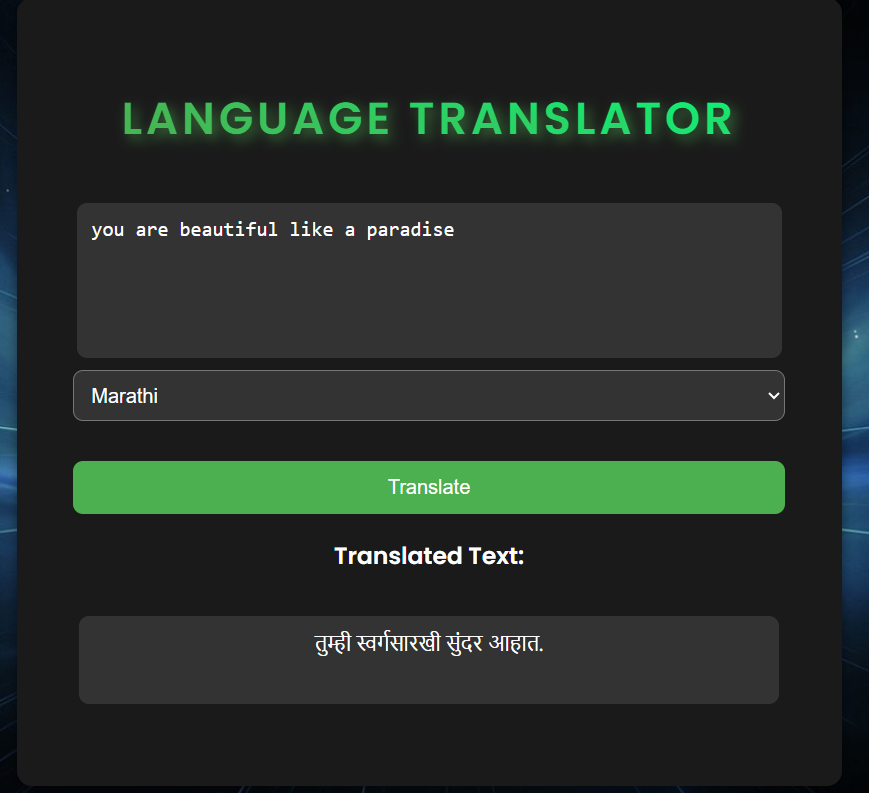 LANGUAGE TRANSLATOR
you are beautiful like a paradise
Marathi
Translate
Translated Text:
तुम्ही स्वर्गसारखी सुंदर आहात.